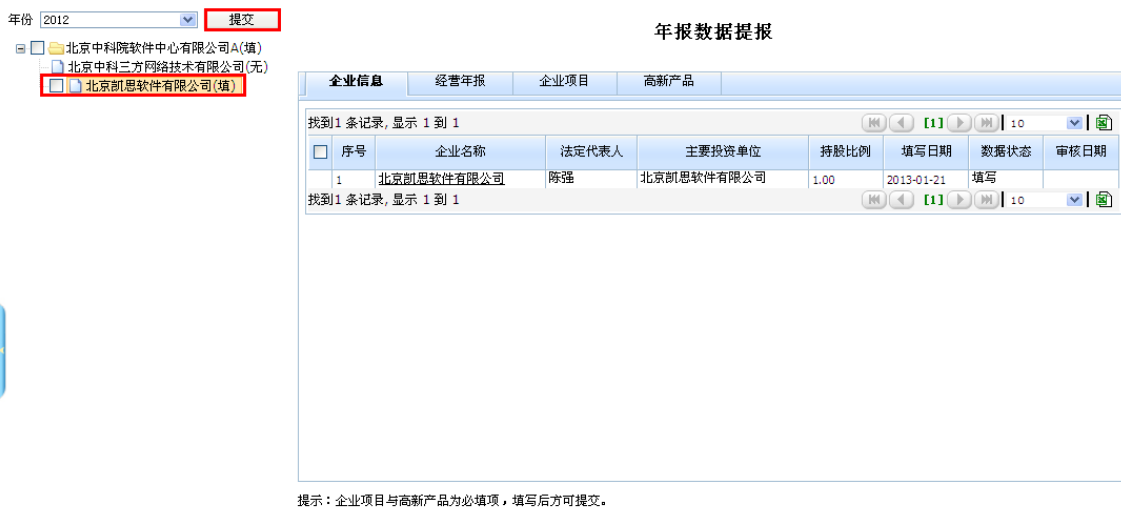 年份 2012 提交
北京中科院软件中心有限公司A(填)
北京中科三方网络技术有限公司(无)
北京凯思软件有限公司(填)
年报数据提报
企业信息 经营年报 企业项目 高新产品
找到1 条记录, 显示 1 到 1 [1] 10
序号 企业名称 法定代表人 主要投资单位 持股比例 填写日期 数据状态 审核日期
1 北京凯思软件有限公司 陈强 北京凯思软件有限公司 1.00 2013-01-21 填写
找到1 条记录, 显示 1 到 1 [1] 10
提示：企业项目与高新产品为必填项，填写后方可提交。